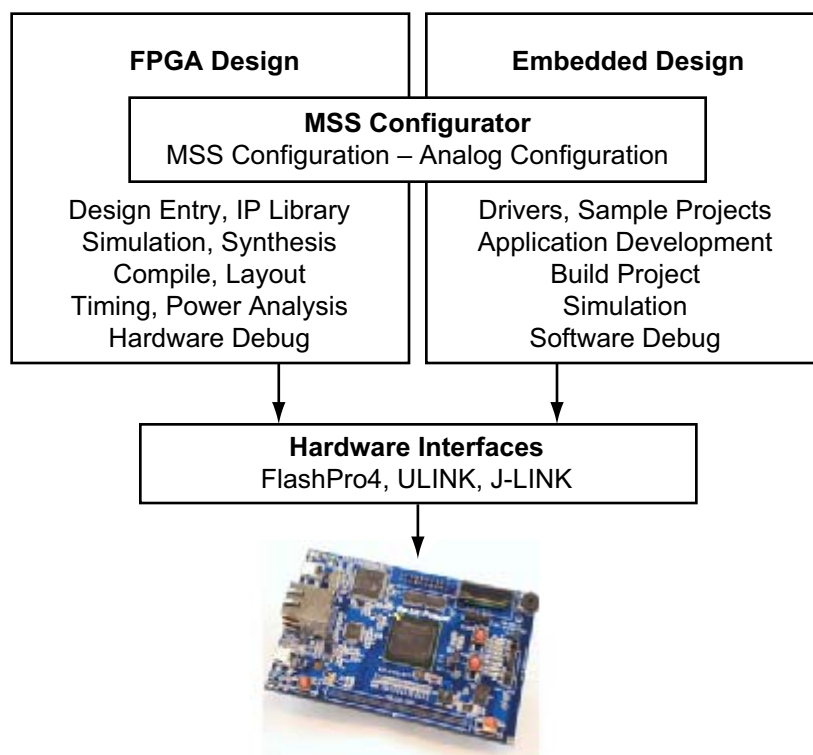 FPGA Design
Embedded Design
MSS Configurator
MSS Configuration – Analog Configuration
Design Entry, IP Library
Simulation, Synthesis
Compile, Layout
Timing, Power Analysis
Hardware Debug
Drivers, Sample Projects
Application Development
Build Project
Simulation
Software Debug
Hardware Interfaces
FlashPro4, ULINK, J-LINK